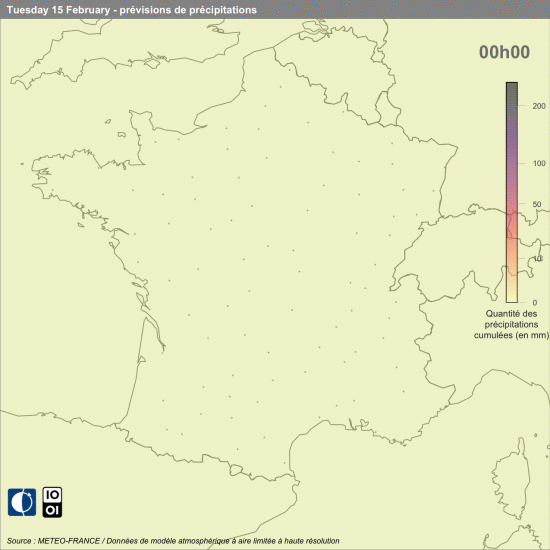 Tuesday 15 February - prévisions de précipitations
00h00
200
100
50
10
0
Quantité des
précipitations
cumulées (en mm)
IO
OI
Source : METEO-FRANCE / Données de modèle atmosphérique à aire limitée à haute résolution